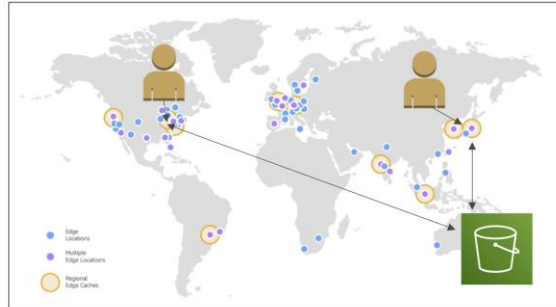 Edge
Locations
Multiple
Edge Locations
Regional
Edge Caches